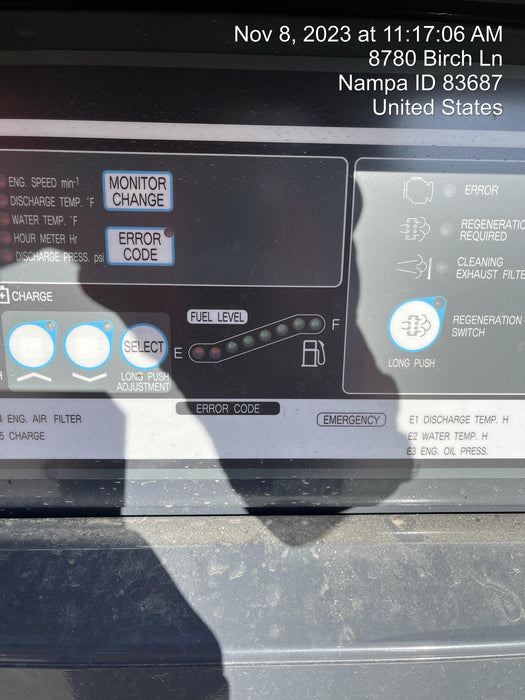 Nov 8, 2023 at 11:17:06 AM
8780 Birch Ln
Nampa ID 83687
United States
ENG. SPEED min-1
DISCHARGE TEMP. °F
WATER TEMP. °F
HOUR METER Hr
DISCHARGE PRESS. psi
MONITOR
CHANGE
ERROR
CODE
CHARGE
SELECT
LONG PUSH
ADJUSTMENT
FUEL LEVEL
E
F
ERROR
REGENERATION
REQUIRED
CLEANING
EXHAUST FILTE
REGENERATION
SWITCH
LONG PUSH
ERROR CODE
4 ENG. AIR FILTER
5 CHARGE
EMERGENCY
E1 DISCHARGE TEMP. H
E2 WATER TEMP. H
E3 ENG. OIL PRESS.